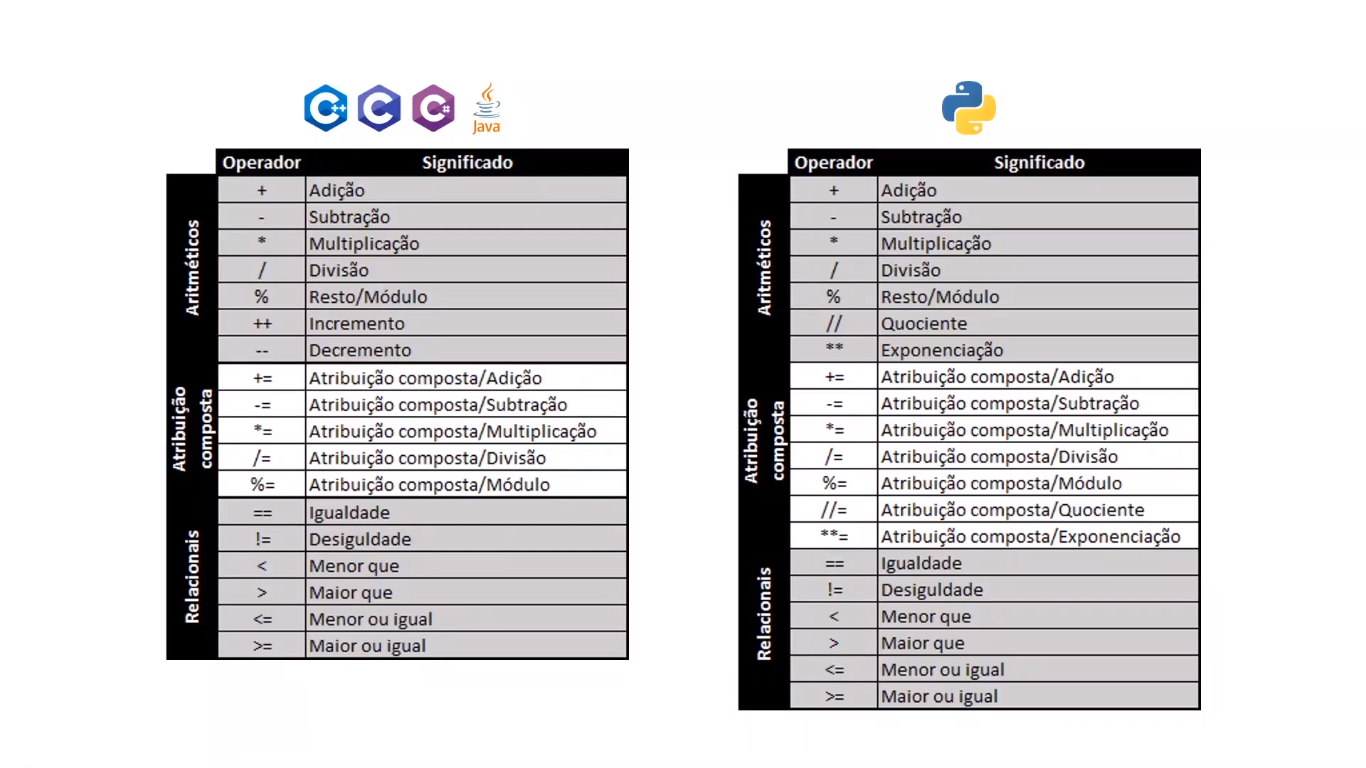 C++ C C# Java
Operador Significado
Aritméticos
+ Adição
- Subtração
* Multiplicação
/ Divisão
% Resto/Módulo
++ Incremento
-- Decremento
Atribuição
composta
+= Atribuição composta/Adição
-= Atribuição composta/Subtração
*= Atribuição composta/Multiplicação
/= Atribuição composta/Divisão
%= Atribuição composta/Módulo
Relacionais
== Igualdade
!= Desiguldade
< Menor que
> Maior que
<= Menor ou igual
>= Maior ou igual
Operador Significado
Aritméticos
+ Adição
- Subtração
* Multiplicação
/ Divisão
% Resto/Módulo
// Quociente
** Exponenciação
Atribuição
composta
+= Atribuição composta/Adição
-= Atribuição composta/Subtração
*= Atribuição composta/Multiplicação
/= Atribuição composta/Divisão
%= Atribuição composta/Módulo
//= Atribuição composta/Quociente
**= Atribuição composta/Exponenciação
Relacionais
== Igualdade
!= Desiguldade
< Menor que
> Maior que
<= Menor ou igual
>= Maior ou igual